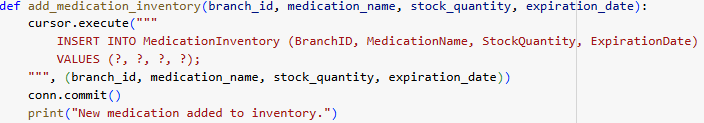 def add_medication_inventory(branch_id, medication_name, stock_quantity, expiration_date):
    cursor.execute("""
        INSERT INTO MedicationInventory (BranchID, MedicationName, StockQuantity, ExpirationDate)
        VALUES (?, ?, ?, ?);
    """, (branch_id, medication_name, stock_quantity, expiration_date))
    conn.commit()
    print("New medication added to inventory.")